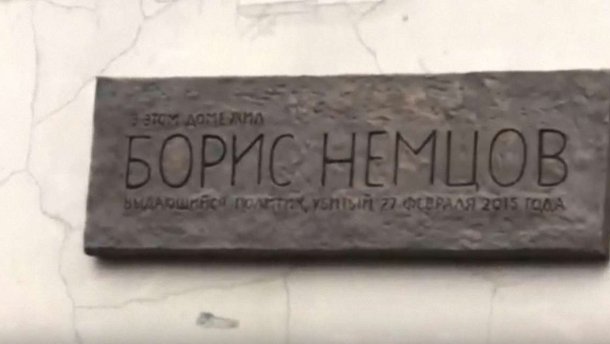 В ЭТОМ ДОМЕ ЖИЛ
БОРИС НЕМЦОВ
ВЫДАЮЩИЙСЯ ПОЛИТИК, УБИТЫЙ 27 ФЕВРАЛЯ 2015 ГОДА